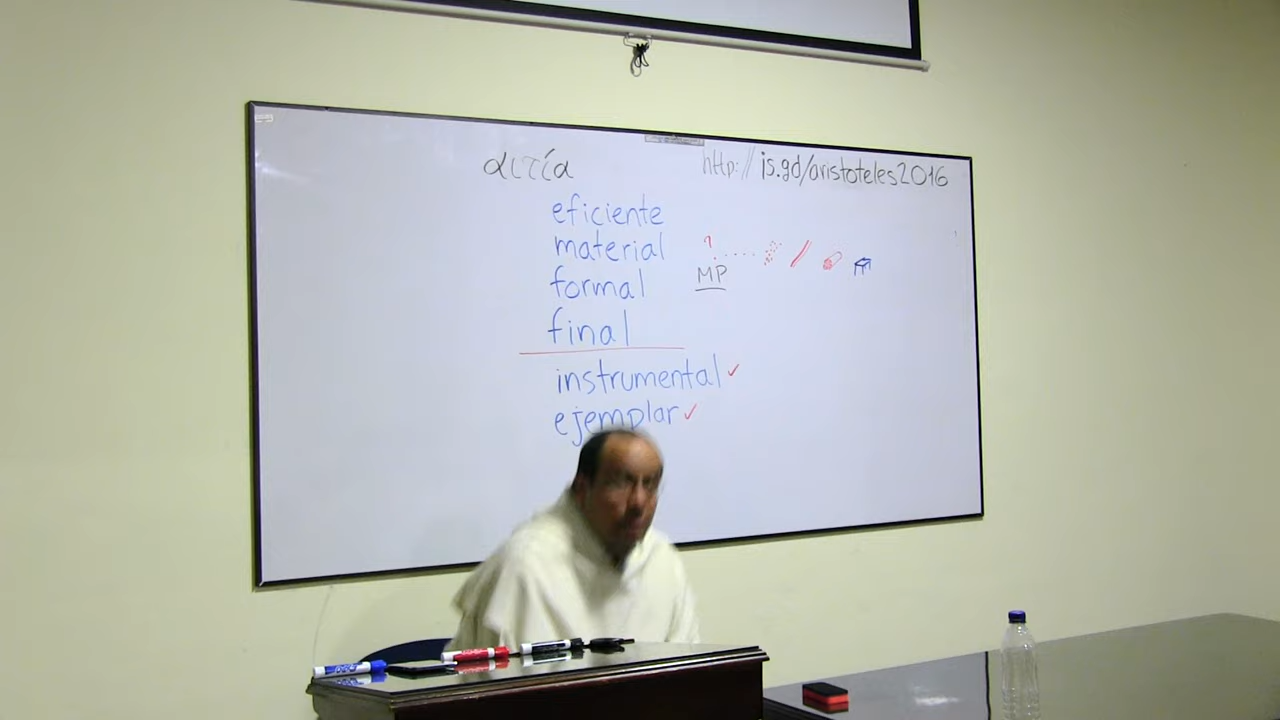 αιτία http://is.gd/aristoteles2016
eficiente
material ?
formal MP
final
instrumental ✓
ejemplar ✓